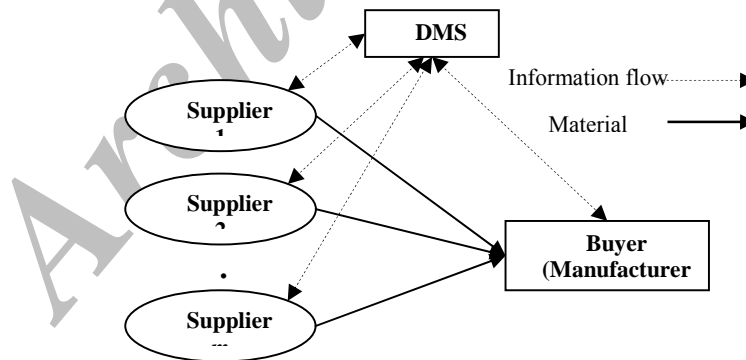 DMS
Information flow
Supplier
Material
Supplier
Buyer
(Manufacturer
Supplier